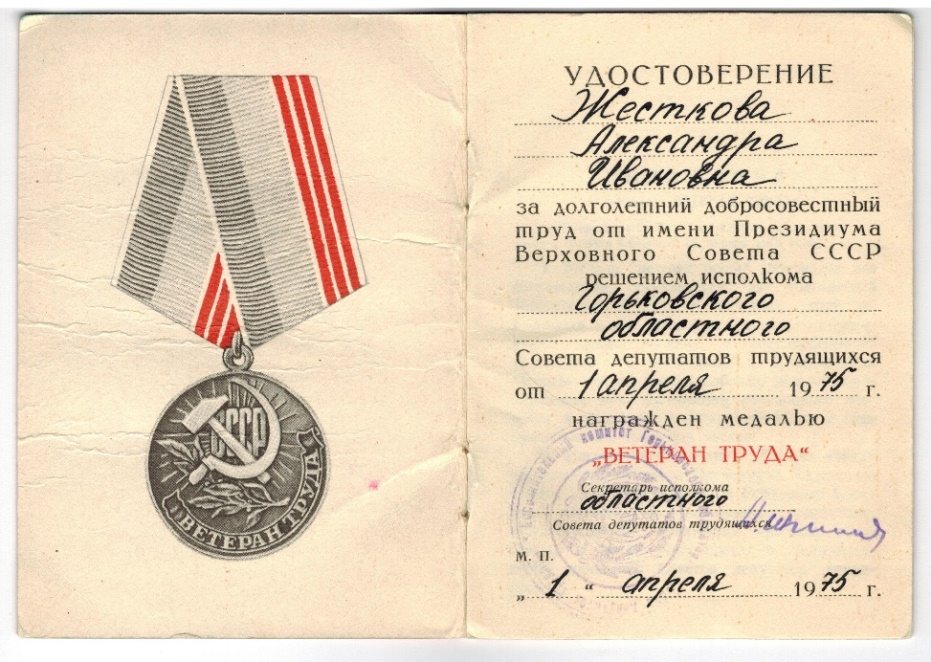 СССР
ВЕТЕРАН ТРУДА
УДОСТОВЕРЕНИЕ
Жесткова
Александра
Ивановна
за долголетний добросовестный
труд от имени Президиума
Верховного Совета СССР
решением исполкома
Горьковского
областного
Совета депутатов трудящихся
от 1 апреля 1975 г.
награжден медалью
„ВЕТЕРАН ТРУДА“
Секретарь исполкома
областного
Совета депутатов трудящихся
М. П.
„ 1 “ апреля 1975 г.